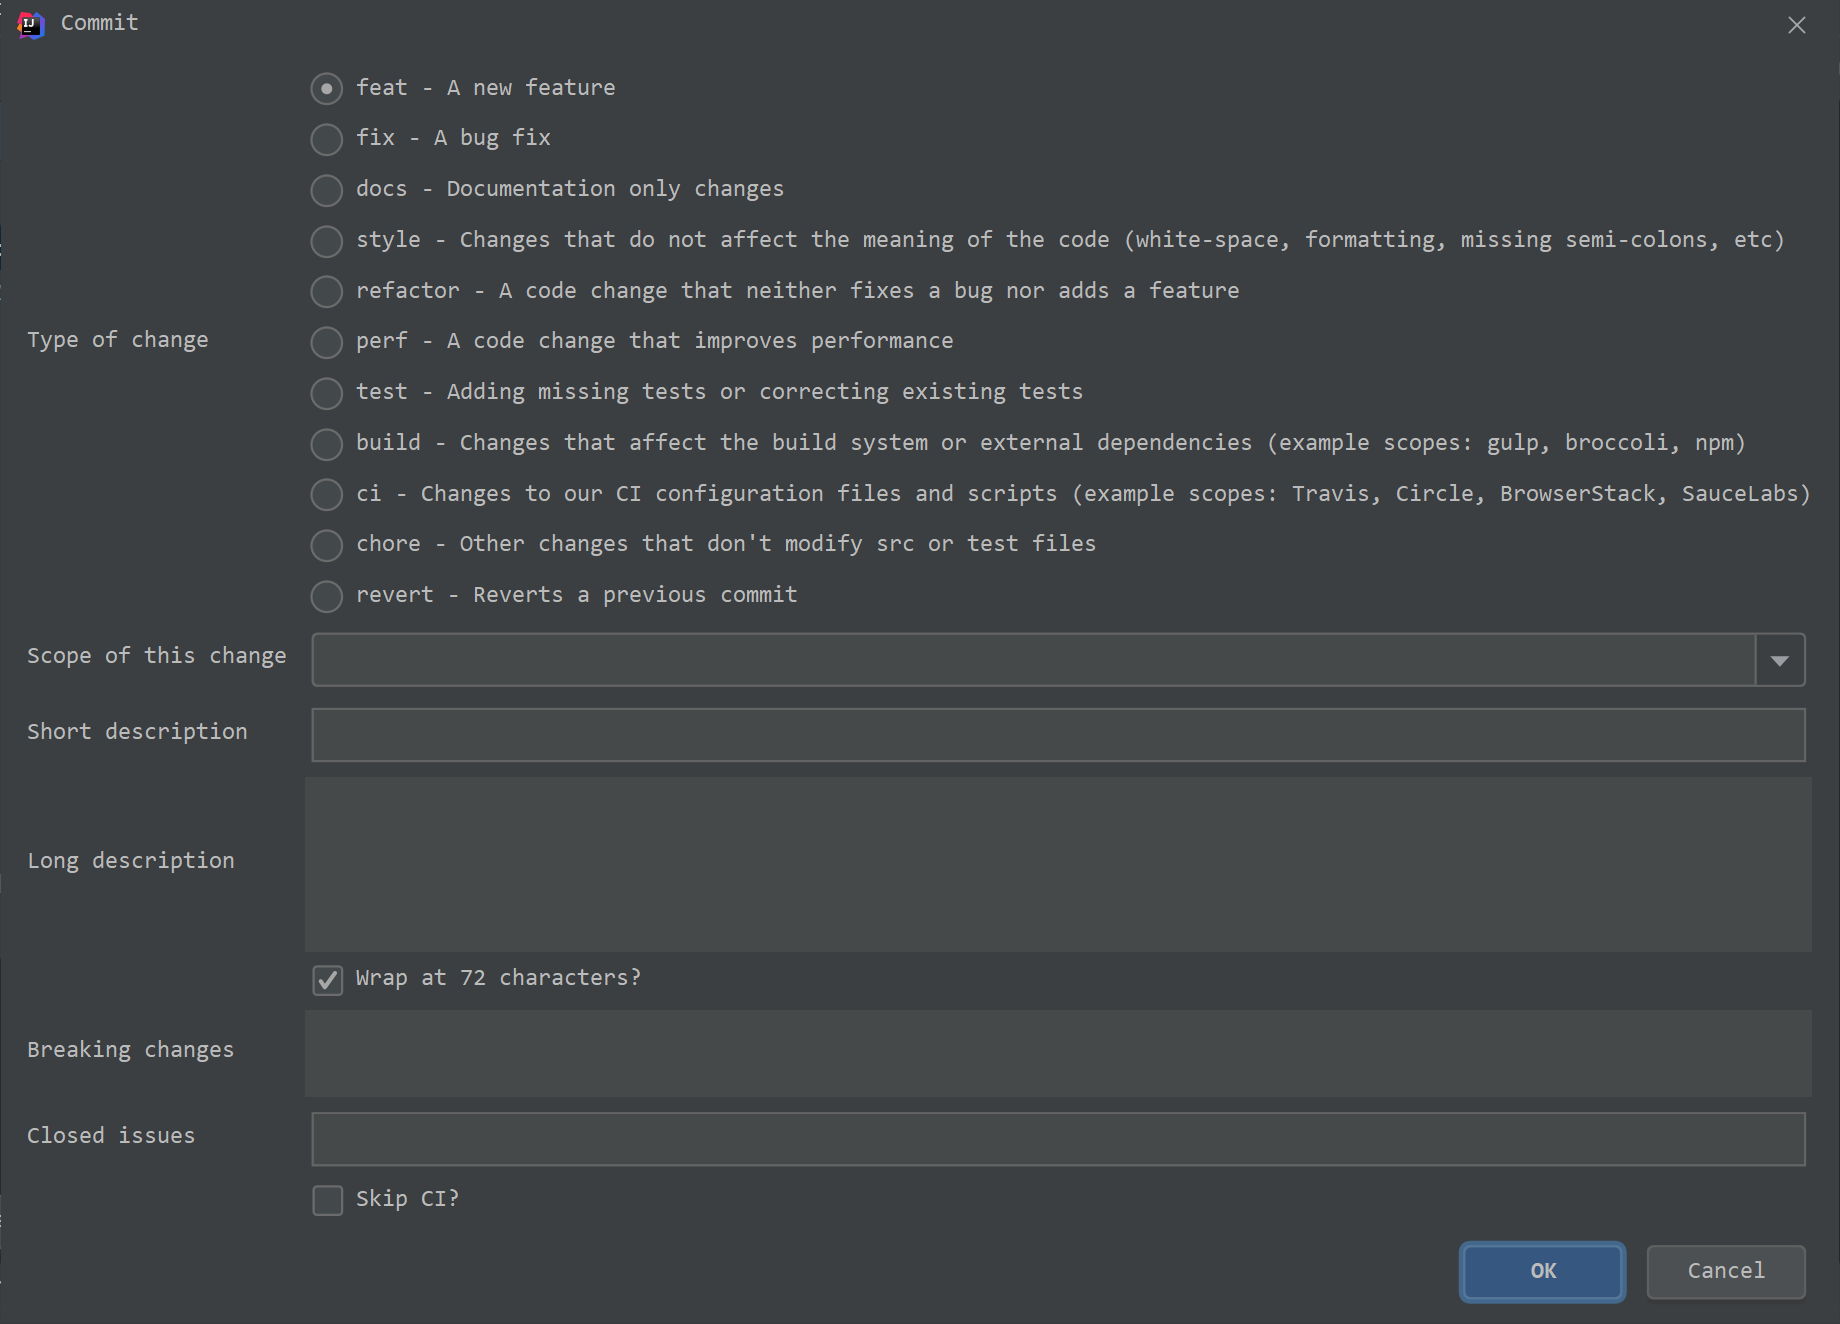 IJ
Commit
feat - A new feature
fix - A bug fix
docs - Documentation only changes
style - Changes that do not affect the meaning of the code (white-space, formatting, missing semi-colons, etc)
refactor - A code change that neither fixes a bug nor adds a feature
Type of change
perf - A code change that improves performance
test - Adding missing tests or correcting existing tests
build - Changes that affect the build system or external dependencies (example scopes: gulp, broccoli, npm)
ci - Changes to our CI configuration files and scripts (example scopes: Travis, Circle, BrowserStack, SauceLabs)
chore - Other changes that don't modify src or test files
revert - Reverts a previous commit
Scope of this change
Short description
Long description
Wrap at 72 characters?
Breaking changes
Closed issues
Skip CI?
OK
Cancel